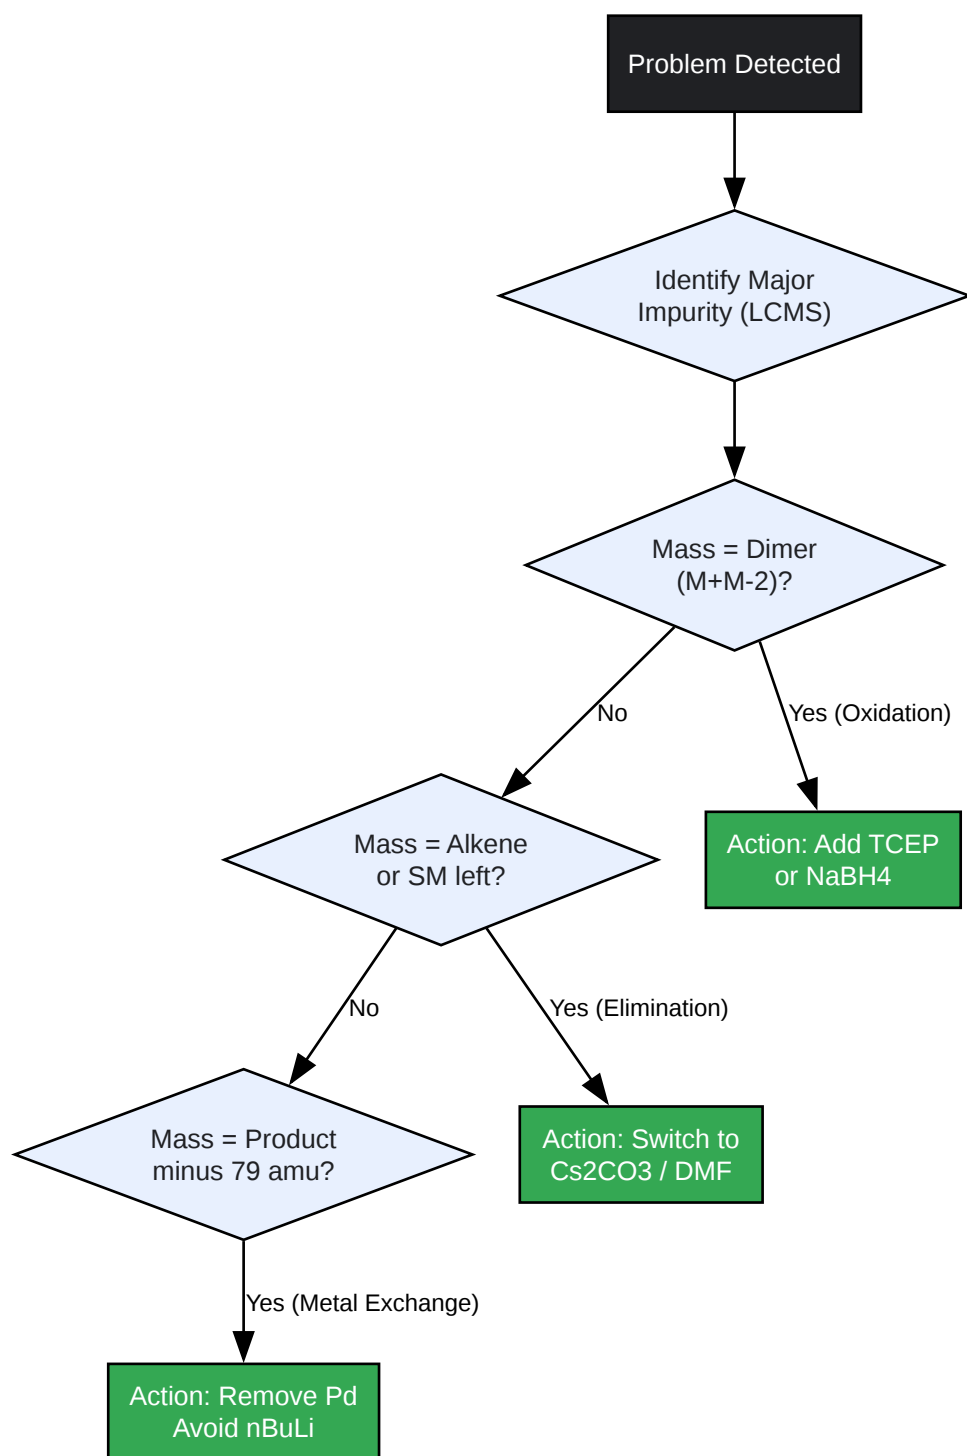 Problem Detected
Identify Major
Impurity (LCMS)
Mass = Dimer
(M+M-2)?
No
Yes (Oxidation)
Mass = Alkene
or SM left?
Action: Add TCEP
or NaBH4
No
Yes (Elimination)
Mass = Product
minus 79 amu?
Action: Switch to
Cs2CO3 / DMF
Yes (Metal Exchange)
Action: Remove Pd
Avoid nBuLi